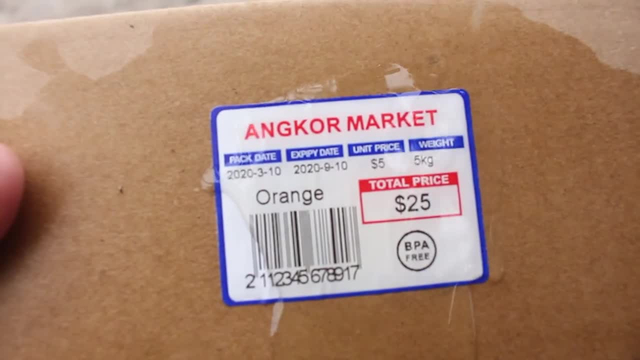 ANGKOR MARKET
PACK DATE EXPIPY DATE UNIT PRICE WEIGHT
2020-3-10 2020-9-10 $5 5kg
Orange
TOTAL PRICE
$25
BPA
FREE
2 112345 678917